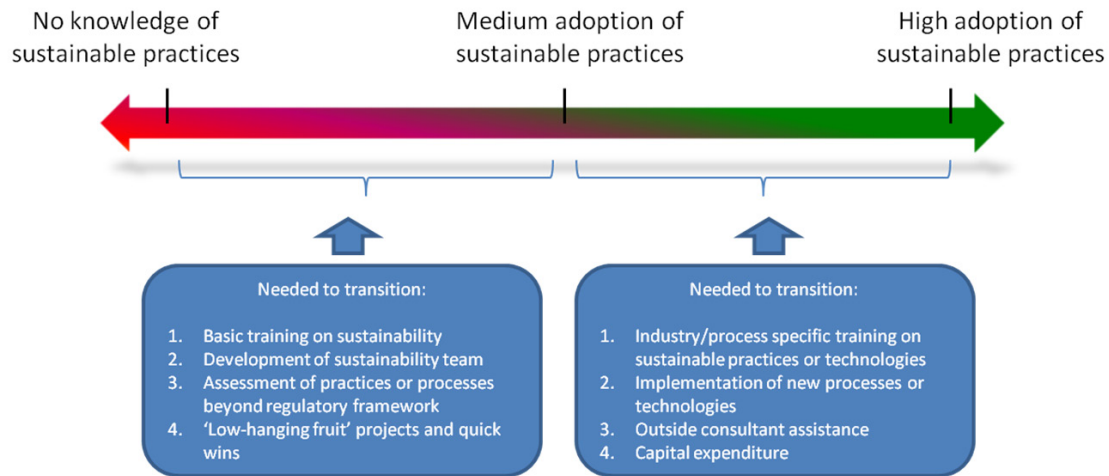 No knowledge of
sustainable practices
Medium adoption of
sustainable practices
High adoption of
sustainable practices
Needed to transition:
1. Basic training on sustainability
2. Development of sustainability team
3. Assessment of practices or processes
beyond regulatory framework
4. ‘Low-hanging fruit’ projects and quick
wins
Needed to transition:
1. Industry/process specific training on
sustainable practices or technologies
2. Implementation of new processes or
technologies
3. Outside consultant assistance
4. Capital expenditure